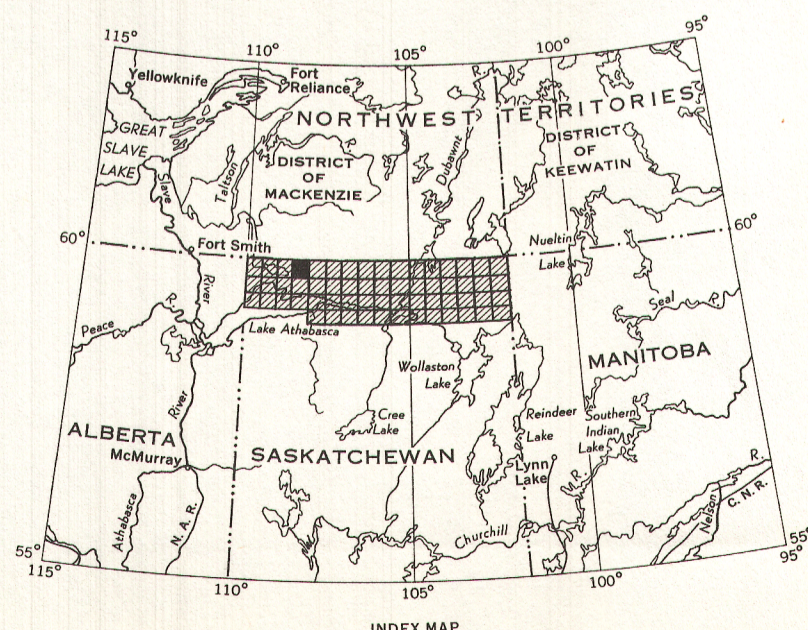 115°
110°
105°
100°
95°
Yellowknife
Fort
Reliance
R.
NORTHWEST TERRITORIES
GREAT
SLAVE
LAKE
Slave
Taltson
R.
DISTRICT
OF
MACKENZIE
Dubawnt
DISTRICT
OF
KEEWATIN
60°
Fort Smith
Nueltin
Lake
60°
River
R.
Peace
Lake Athabasca
Seal R.
Wollaston
Lake
MANITOBA
River
Cree
Lake
Reindeer
Lake
Southern
Indian
Lake
ALBERTA
McMurray
SASKATCHEWAN
Lynn
Lake
R.
R.
Athabasca
N. A. R.
Churchill
Nelson
C. N. R.
55°
115°
110°
105°
100°
55°
95°
INDEX MAP